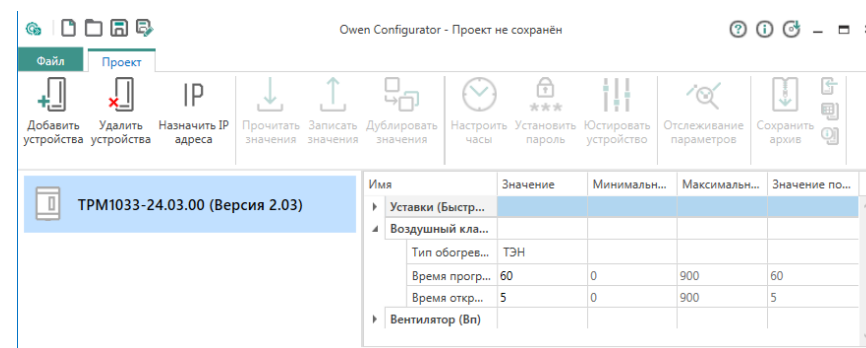 Owen Configurator - Проект не сохранён
Файл Проект
IP
Добавить устройства
Удалить устройства
Назначить IP адреса
Прочитать значения
Записать значения
Дублировать значения
Настроить часы
Установить пароль
Юстировать устройство
Отслеживание параметров
Сохранить архив
ТРМ1033-24.03.00 (Версия 2.03)
Имя Значение Минимальн... Максимальн... Значение по...
Уставки (Быстр...
Воздушный кла...
Тип обогрев... ТЭН
Время прогр... 60 0 900 60
Время откр... 5 0 900 5
Вентилятор (Вп)